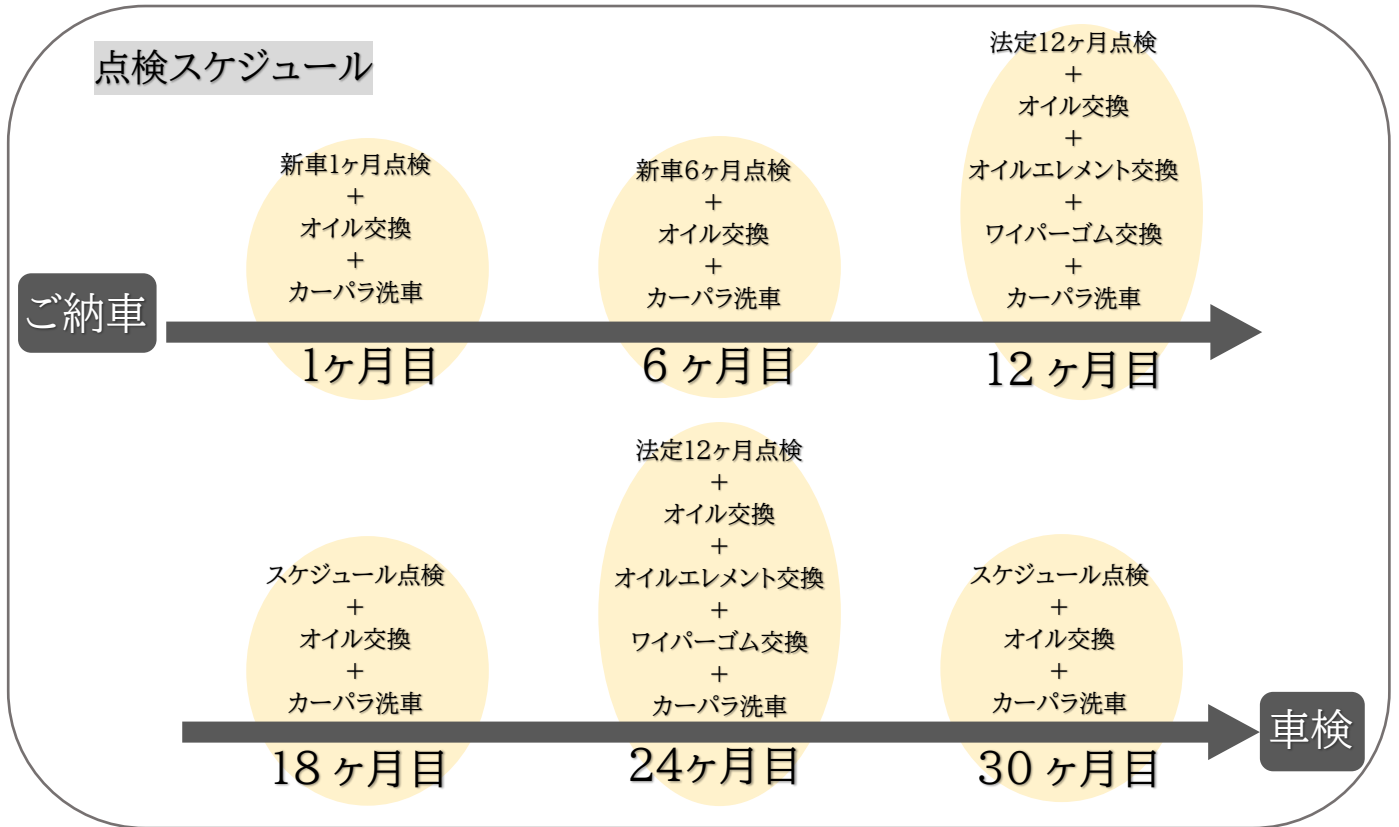 点検スケジュール
ご納車
新車1ヶ月点検
+
オイル交換
+
カーパラ洗車
1ヶ月目
新車6ヶ月点検
+
オイル交換
+
カーパラ洗車
6ヶ月目
法定12ヶ月点検
+
オイル交換
+
オイルエレメント交換
+
ワイパーゴム交換
+
カーパラ洗車
12ヶ月目
スケジュール点検
+
オイル交換
+
カーパラ洗車
18ヶ月目
法定12ヶ月点検
+
オイル交換
+
オイルエレメント交換
+
ワイパーゴム交換
+
カーパラ洗車
24ヶ月目
スケジュール点検
+
オイル交換
+
カーパラ洗車
30ヶ月目
車検